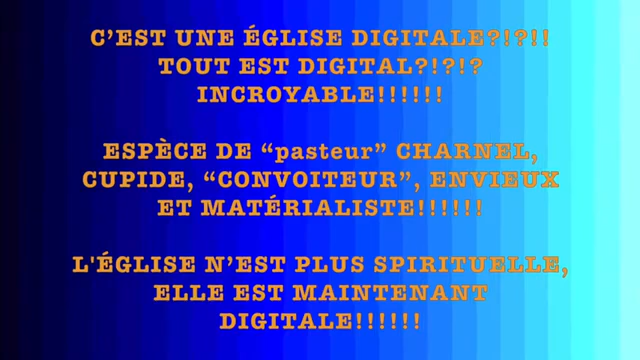 C’EST UNE ÉGLISE DIGITALE?!?!!
TOUT EST DIGITAL?!?!?
INCROYABLE!!!!!!
ESPÈCE DE “pasteur” CHARNEL,
CUPIDE, “CONVOITEUR”, ENVIEUX
ET MATÉRIALISTE!!!!!!
L'ÉGLISE N’EST PLUS SPIRITUELLE,
ELLE EST MAINTENANT
DIGITALE!!!!!!